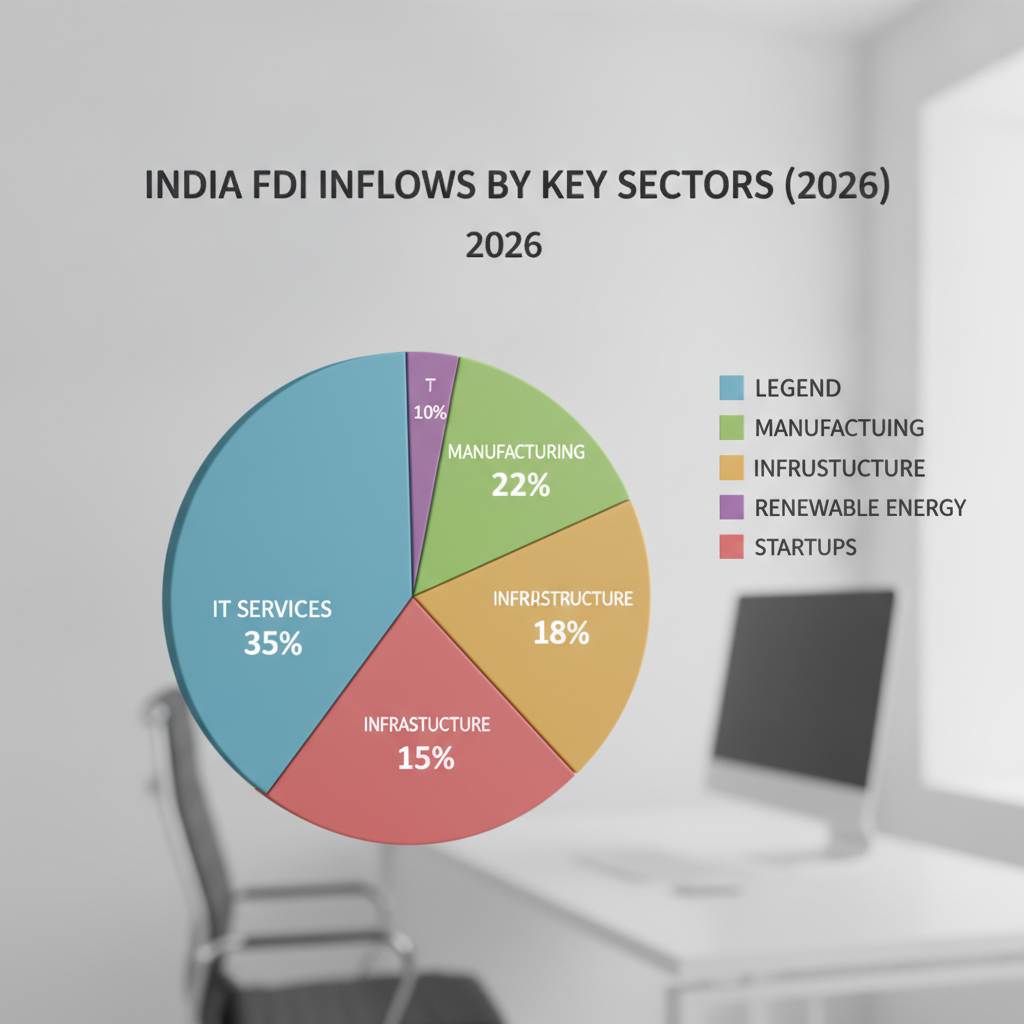 INDIA FDI INFLOWS BY KEY SECTORS (2026)
2026
T
10%
MANUFACTURING
22%
INFRASTRUCTURE
18%
INFRASTUCTURE
15%
IT SERVICES
35%
LEGEND
MANUFACTUING
INFRUSTUCTURE
RENEWABLE ENERGY
STARTUPS